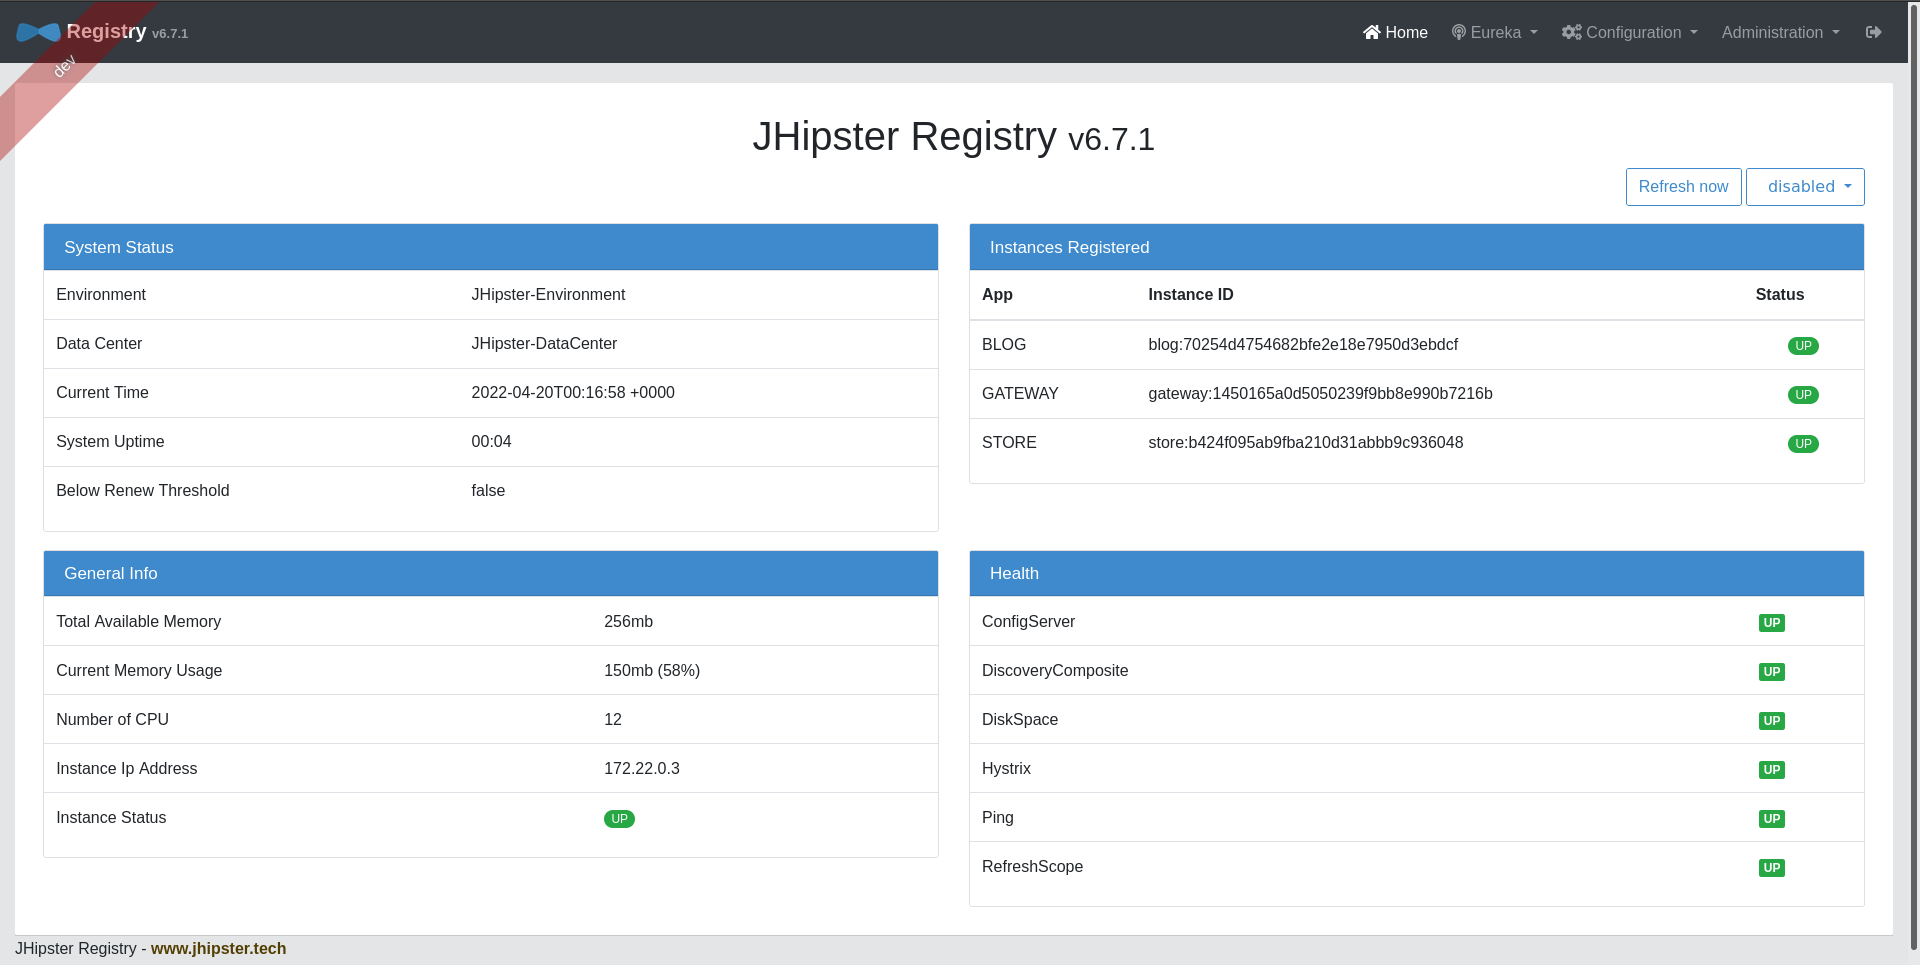 Registry v6.7.1 Home Eureka Configuration Administration
dev
JHipster Registry v6.7.1
Refresh now disabled
System Status
Environment JHipster-Environment
Data Center JHipster-DataCenter
Current Time 2022-04-20T00:16:58 +0000
System Uptime 00:04
Below Renew Threshold false
Instances Registered
App Instance ID Status
BLOG blog:70254d4754682bfe2e18e7950d3ebdcf UP
GATEWAY gateway:1450165a0d5050239f9bb8e990b7216b UP
STORE store:b424f095ab9fba210d31abbb9c936048 UP
General Info
Total Available Memory 256mb
Current Memory Usage 150mb (58%)
Number of CPU 12
Instance Ip Address 172.22.0.3
Instance Status UP
Health
ConfigServer UP
DiscoveryComposite UP
DiskSpace UP
Hystrix UP
Ping UP
RefreshScope UP
JHipster Registry - www.jhipster.tech